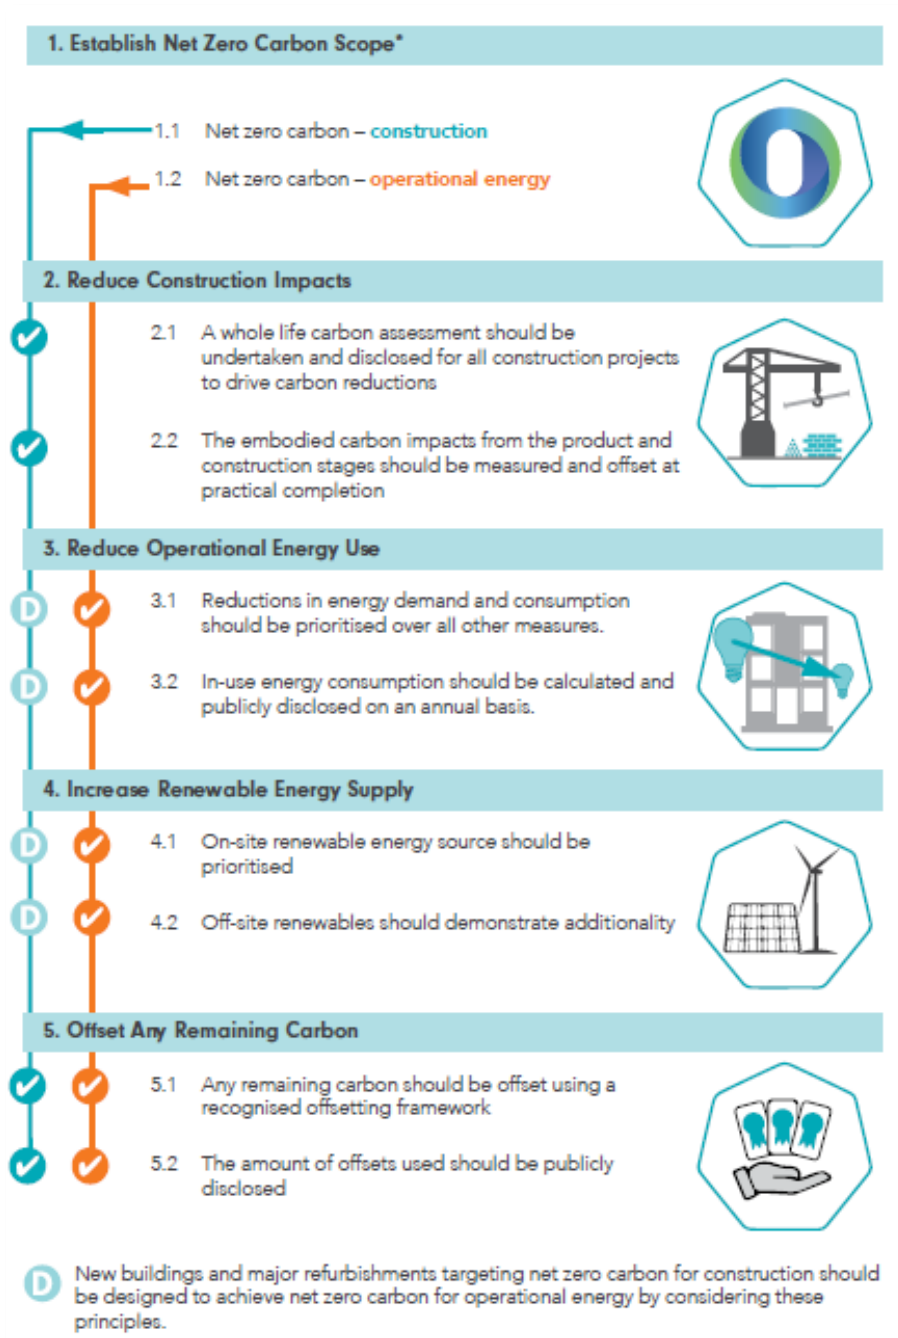 1. Establish Net Zero Carbon Scope*
1.1 Net zero carbon – construction
1.2 Net zero carbon – operational energy
2. Reduce Construction Impacts
2.1 A whole life carbon assessment should be
undertaken and disclosed for all construction projects
to drive carbon reductions
2.2 The embodied carbon impacts from the product and
construction stages should be measured and offset at
practical completion
3. Reduce Operational Energy Use
D 3.1 Reductions in energy demand and consumption
should be prioritised over all other measures.
D 3.2 In-use energy consumption should be calculated and
publicly disclosed on an annual basis.
4. Increase Renewable Energy Supply
D 4.1 On-site renewable energy source should be
prioritised
D 4.2 Off-site renewables should demonstrate additionality
5. Offset Any Remaining Carbon
5.1 Any remaining carbon should be offset using a
recognised offsetting framework
5.2 The amount of offsets used should be publicly
disclosed
D New buildings and major refurbishments targeting net zero carbon for construction should
be designed to achieve net zero carbon for operational energy by considering these
principles.